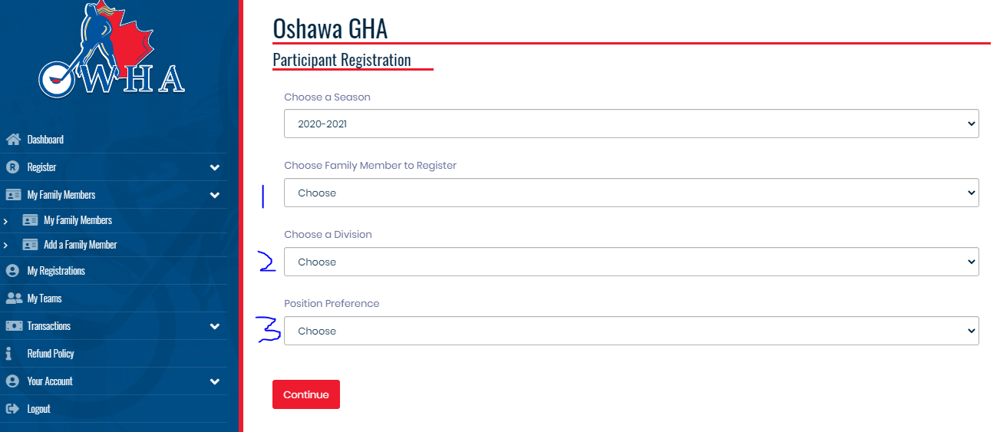 OWHA
Dashboard
Register
My Family Members
My Family Members
Add a Family Member
My Registrations
My Teams
Transactions
Refund Policy
Your Account
Logout
Oshawa GHA
Participant Registration
Choose a Season
2020-2021
Choose Family Member to Register
1 Choose
Choose a Division
2 Choose
Position Preference
3 Choose
Continue